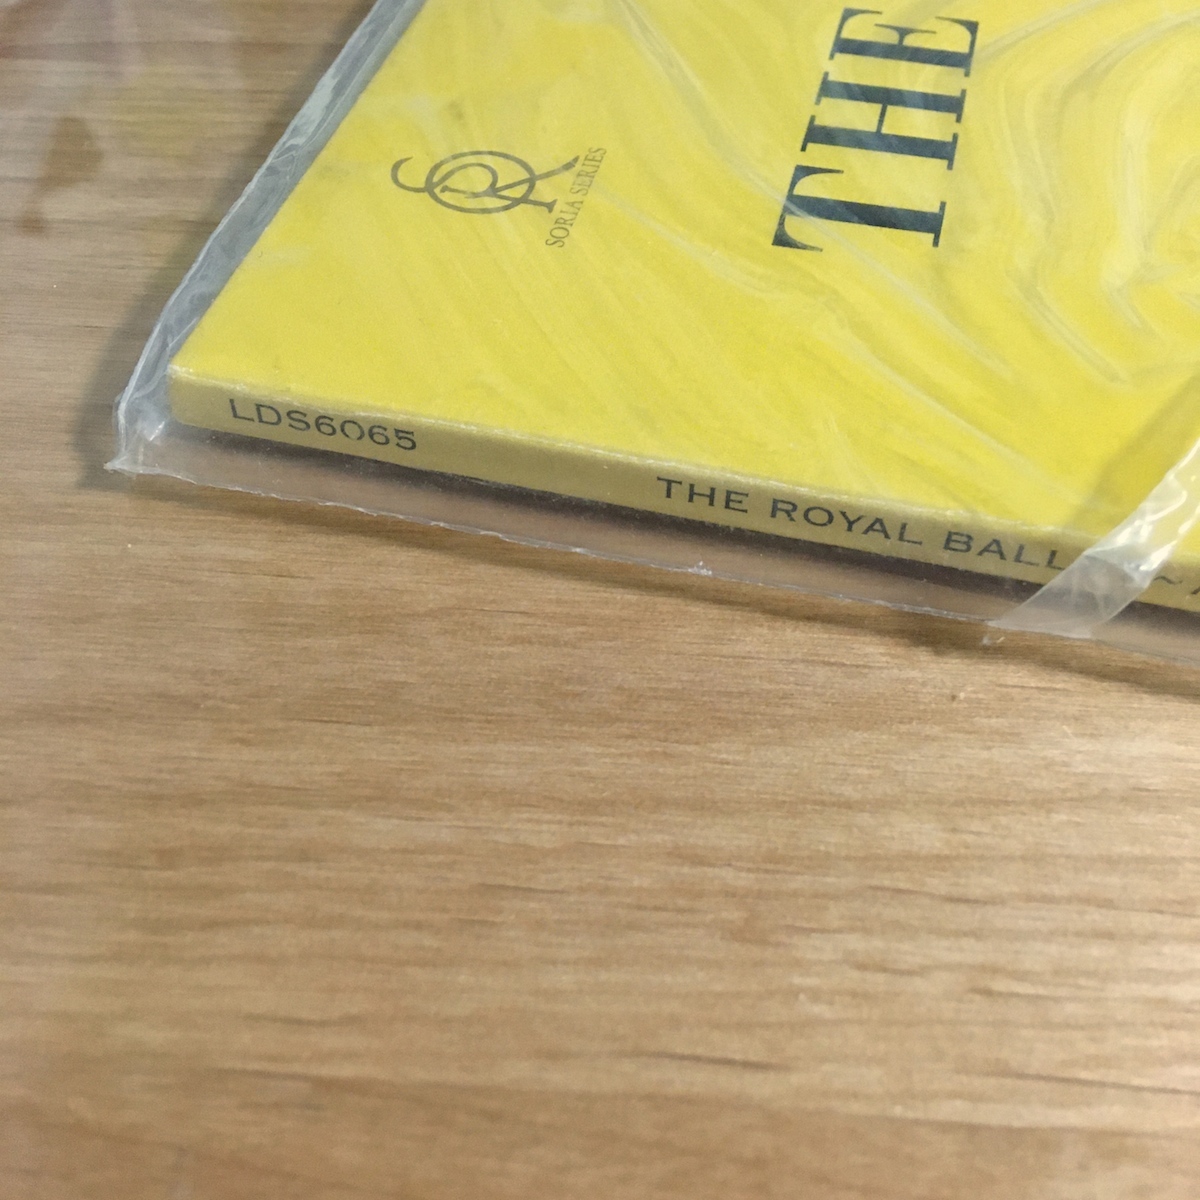 THE
SORIA SERIES
LDS6065
THE ROYAL BALL